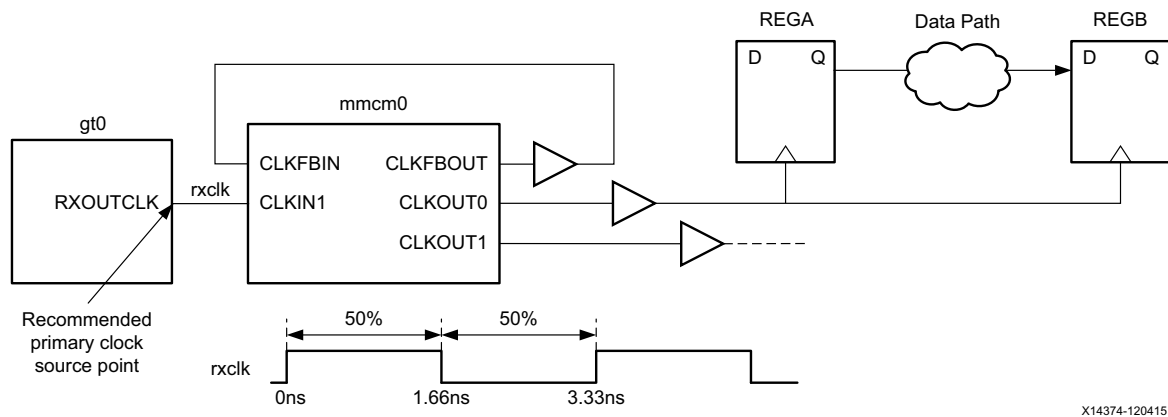 REGA
Data Path
REGB
D
Q
D
Q
mmcm0
gt0
CLKFBIN
CLKFBOUT
RXOUTCLK
rxclk
CLKIN1
CLKOUT0
CLKOUT1
Recommended
primary clock
source point
50%
50%
rxclk
0ns
1.66ns
3.33ns
X14374-120415